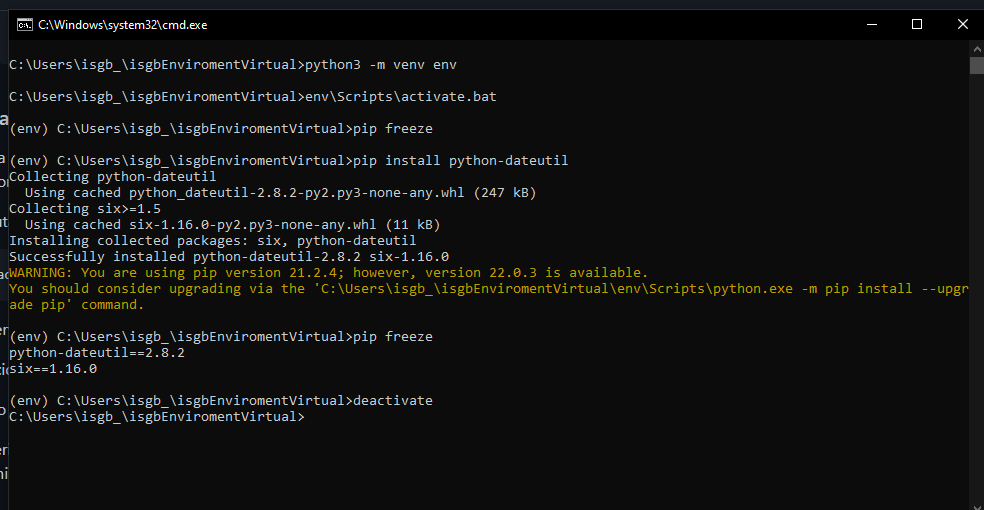 C:\Windows\system32\cmd.exe
C:\Users\isgb_\isgbEnviromentVirtual>python3 -m venv env
C:\Users\isgb_\isgbEnviromentVirtual>env\Scripts\activate.bat
(env) C:\Users\isgb_\isgbEnviromentVirtual>pip freeze
(env) C:\Users\isgb_\isgbEnviromentVirtual>pip install python-dateutil
Collecting python-dateutil
  Using cached python_dateutil-2.8.2-py2.py3-none-any.whl (247 kB)
Collecting six>=1.5
  Using cached six-1.16.0-py2.py3-none-any.whl (11 kB)
Installing collected packages: six, python-dateutil
Successfully installed python-dateutil-2.8.2 six-1.16.0
WARNING: You are using pip version 21.2.4; however, version 22.0.3 is available.
You should consider upgrading via the 'C:\Users\isgb_\isgbEnviromentVirtual\env\Scripts\python.exe -m pip install --upgr
ade pip' command.
(env) C:\Users\isgb_\isgbEnviromentVirtual>pip freeze
python-dateutil==2.8.2
six==1.16.0
(env) C:\Users\isgb_\isgbEnviromentVirtual>deactivate
C:\Users\isgb_\isgbEnviromentVirtual>